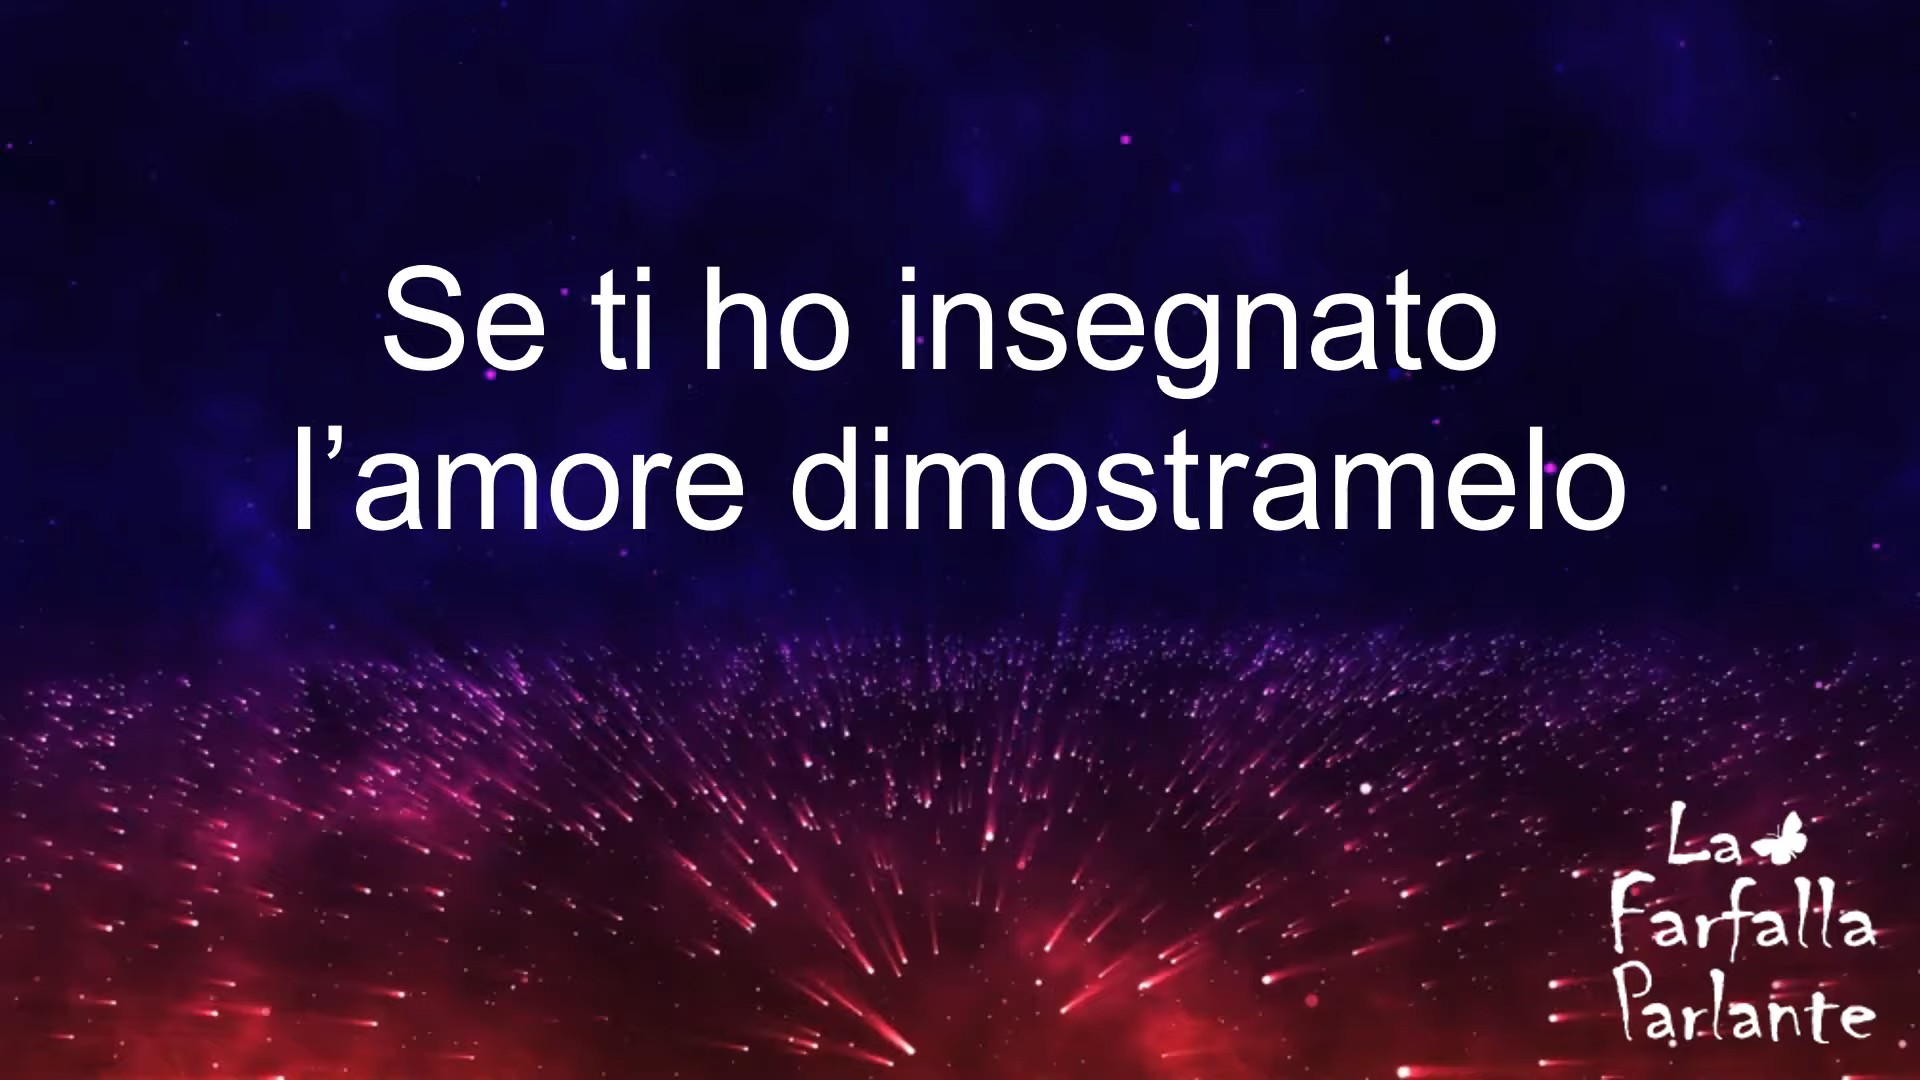 Se ti ho insegnato
l’amore dimostramelo
La
Farfalla
Parlante